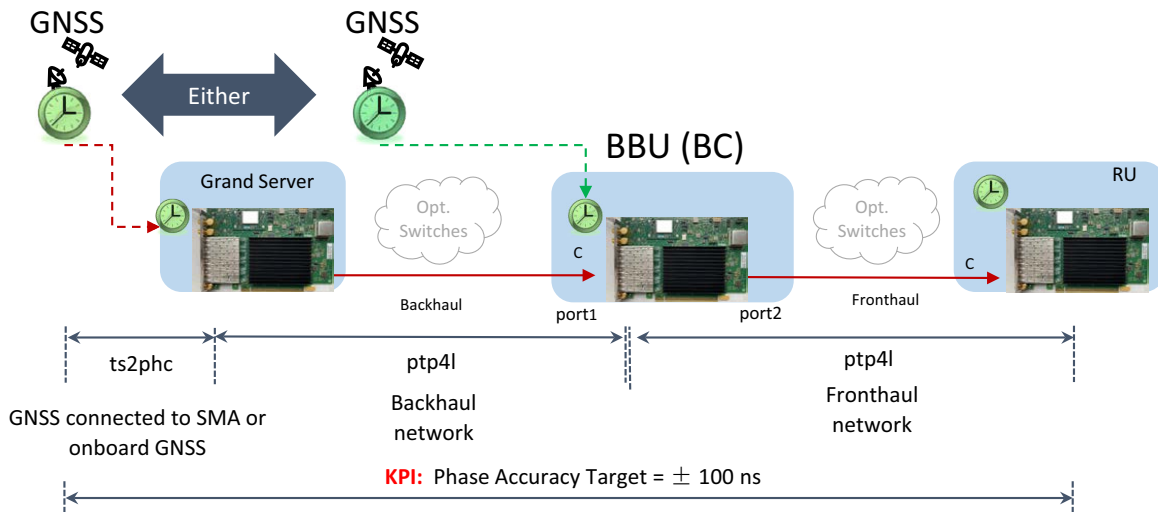 GNSS
GNSS
Either
BBU (BC)
Grand Server
RU
Opt.
Switches
Opt.
Switches
C
C
Backhaul
Fronthaul
port1
port2
ts2phc
ptp4l
ptp4l
GNSS connected to SMA or
onboard GNSS
Backhaul
network
Fronthaul
network
KPI: Phase Accuracy Target = ± 100 ns